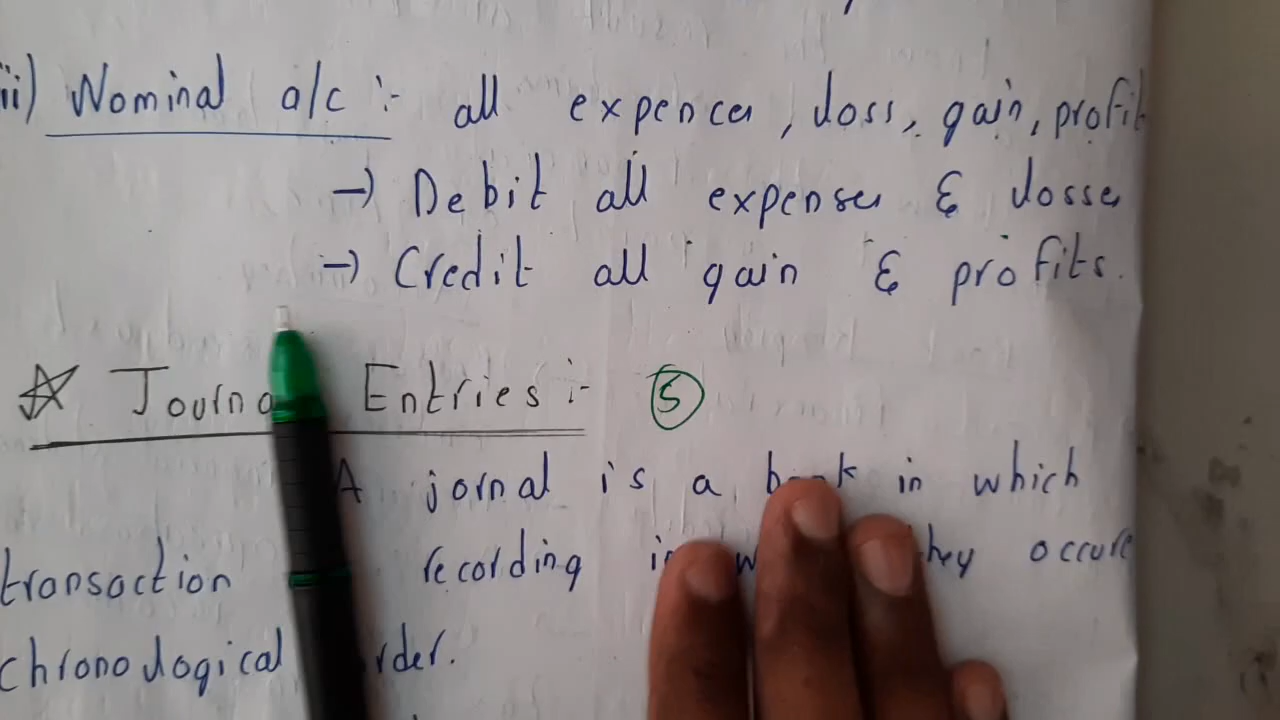 ii) Nominal a/c :- all expences, loss, gain, profit
→ Debit all expenses & losses
→ Credit all gain & profits.
☆ Journal Entries :- 5
A jornal is a book in which
transaction recording they occure
chronological order.